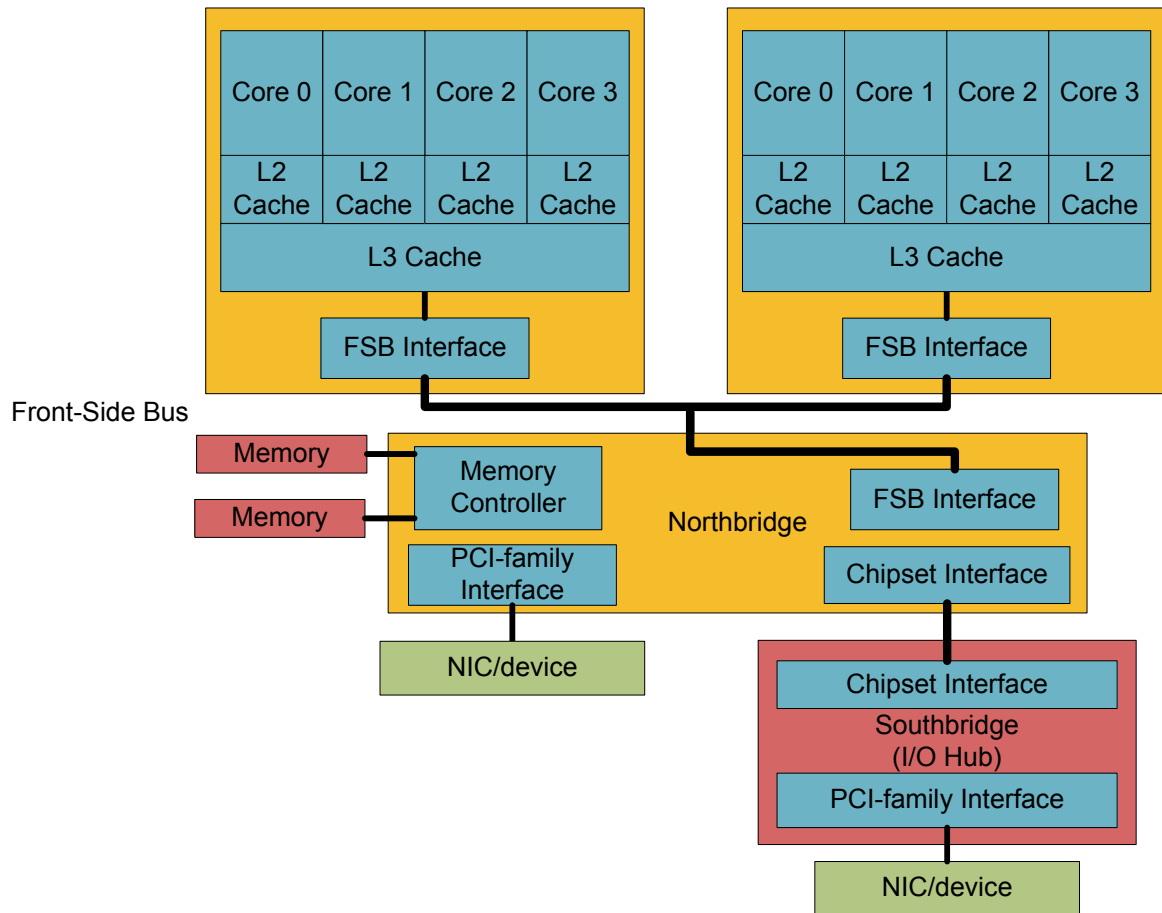 Core 0 Core 1 Core 2 Core 3
L2 L2 L2 L2
Cache Cache Cache Cache
L3 Cache
FSB Interface
Core 0 Core 1 Core 2 Core 3
L2 L2 L2 L2
Cache Cache Cache Cache
L3 Cache
FSB Interface
Front-Side Bus
Memory
Memory
Memory
Controller
PCI-family
Interface
Northbridge
FSB Interface
Chipset Interface
NIC/device
Chipset Interface
Southbridge
(I/O Hub)
PCI-family Interface
NIC/device